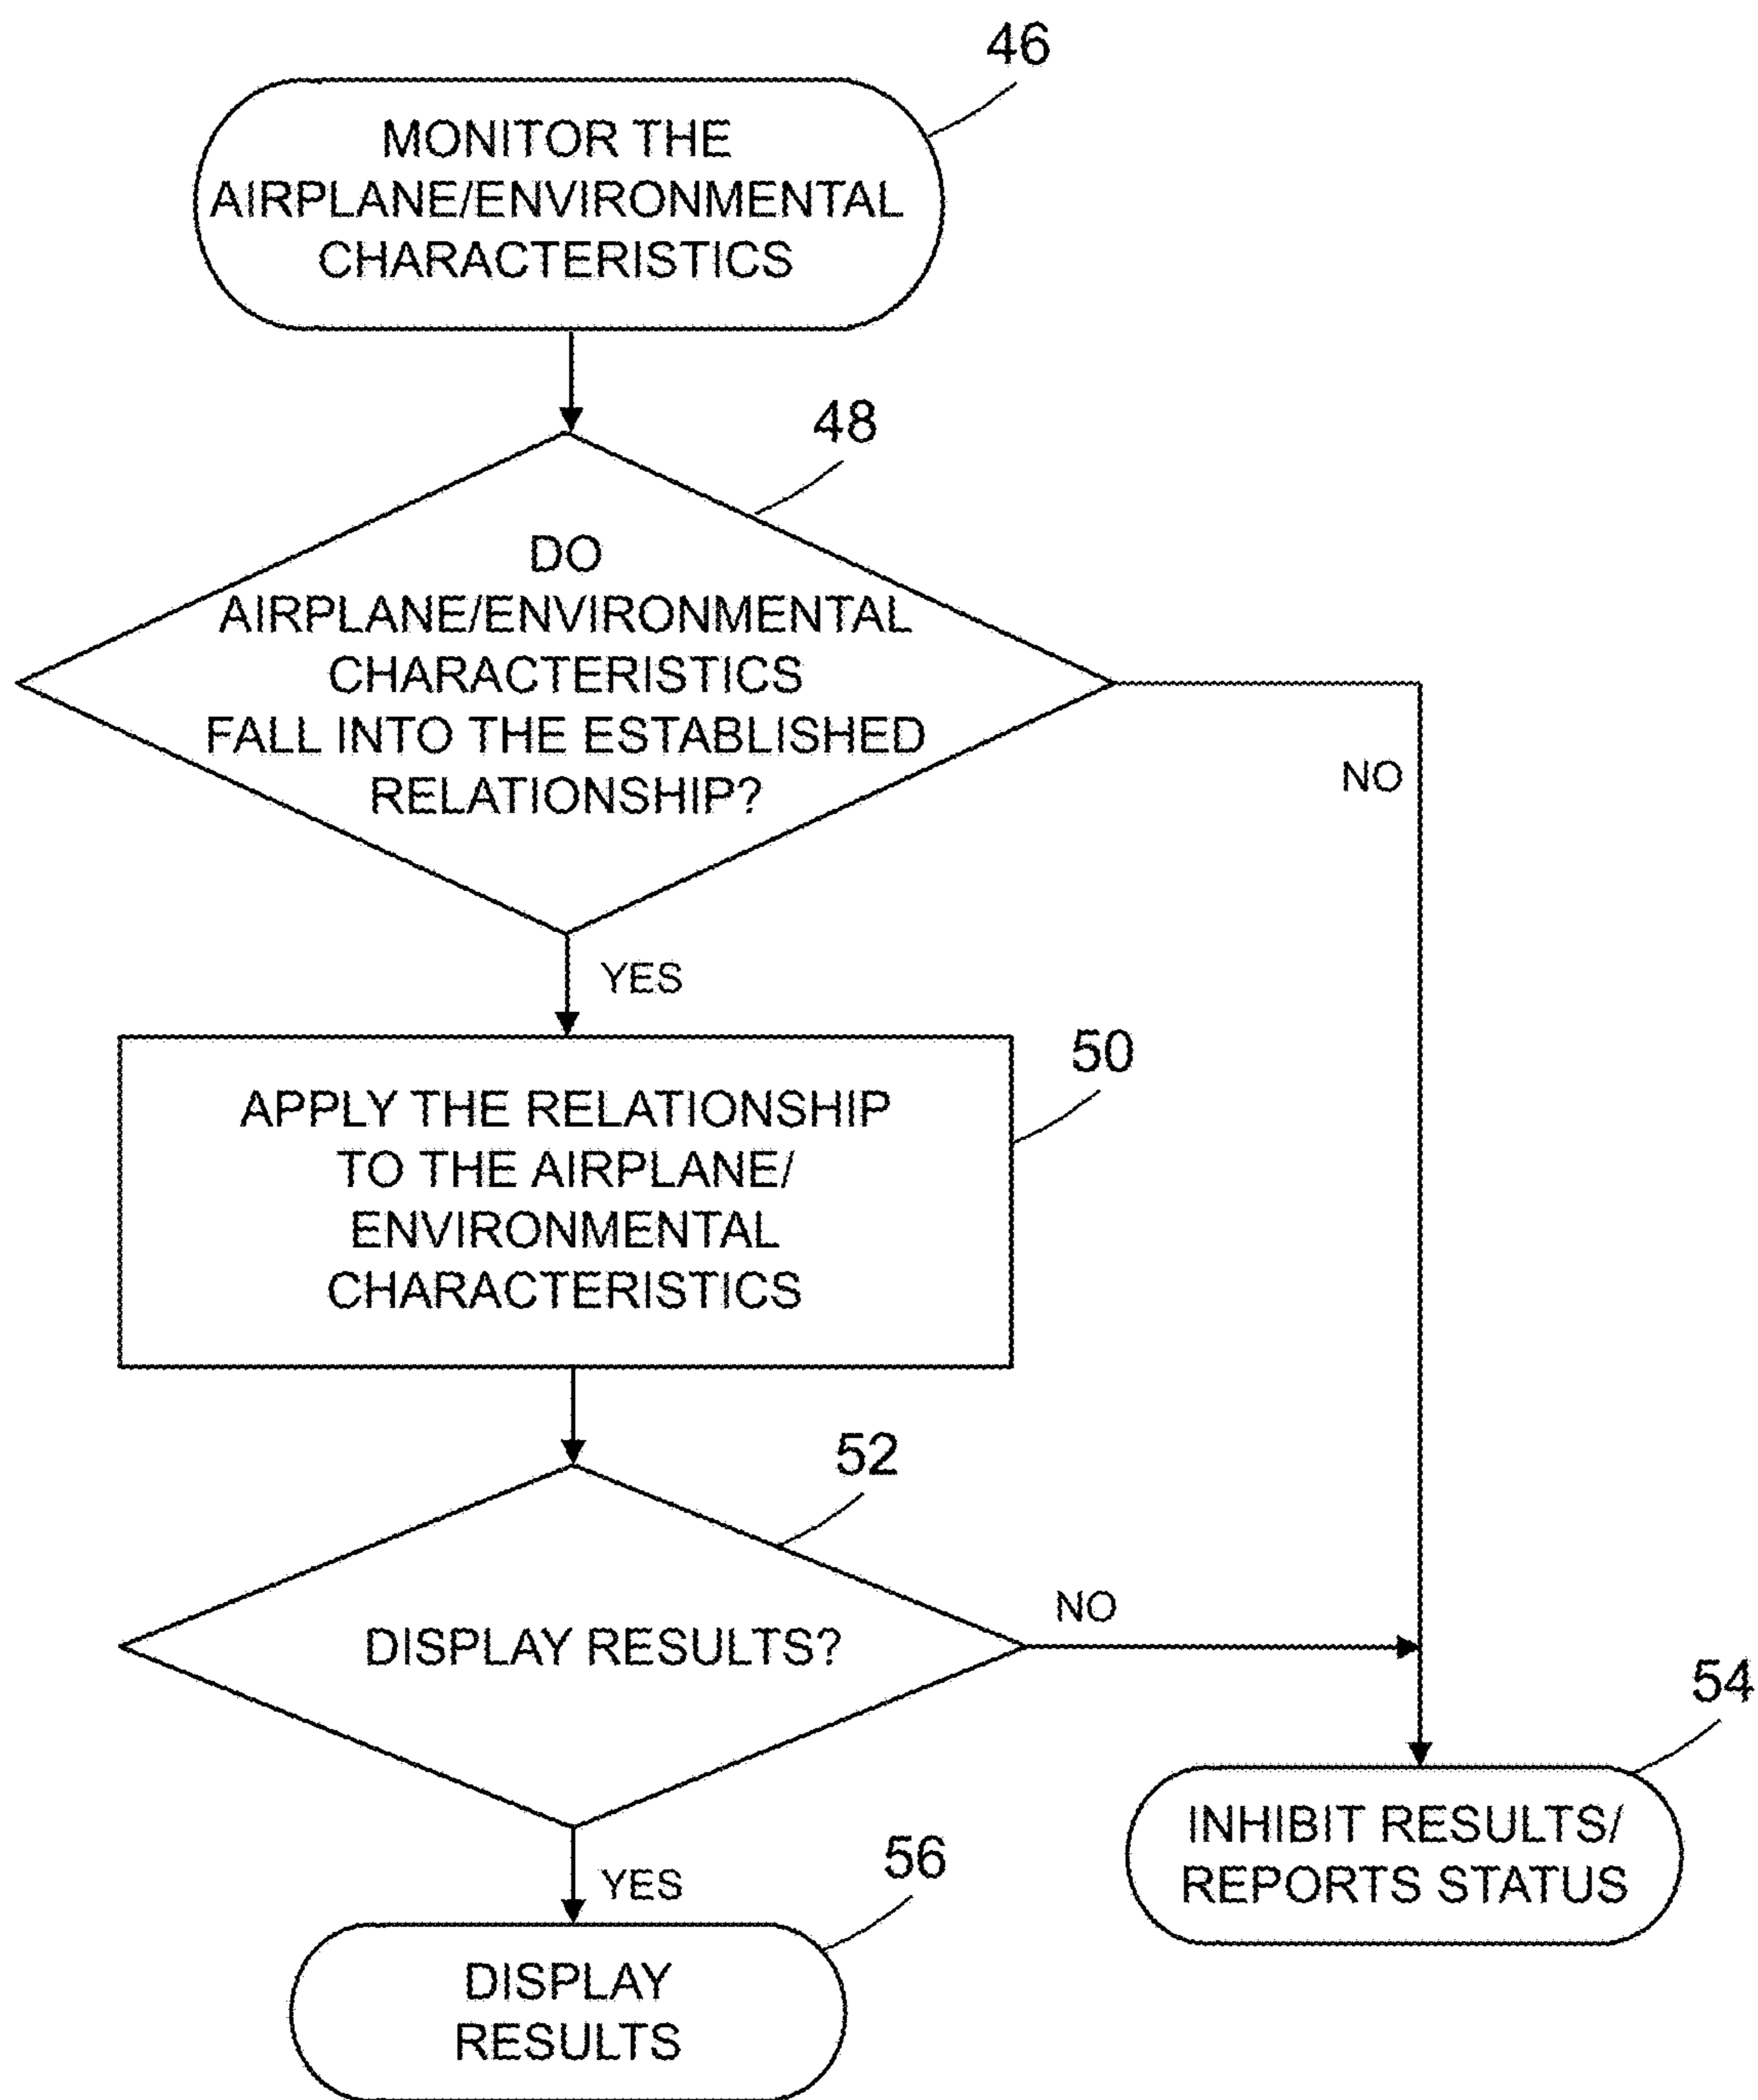 46
MONITOR THE
AIRPLANE/ENVIRONMENTAL
CHARACTERISTICS
48
DO
AIRPLANE/ENVIRONMENTAL
CHARACTERISTICS
FALL INTO THE ESTABLISHED
RELATIONSHIP?
NO
YES
50
APPLY THE RELATIONSHIP
TO THE AIRPLANE/
ENVIRONMENTAL
CHARACTERISTICS
52
DISPLAY RESULTS?
NO
54
INHIBIT RESULTS/
REPORTS STATUS
YES
56
DISPLAY
RESULTS